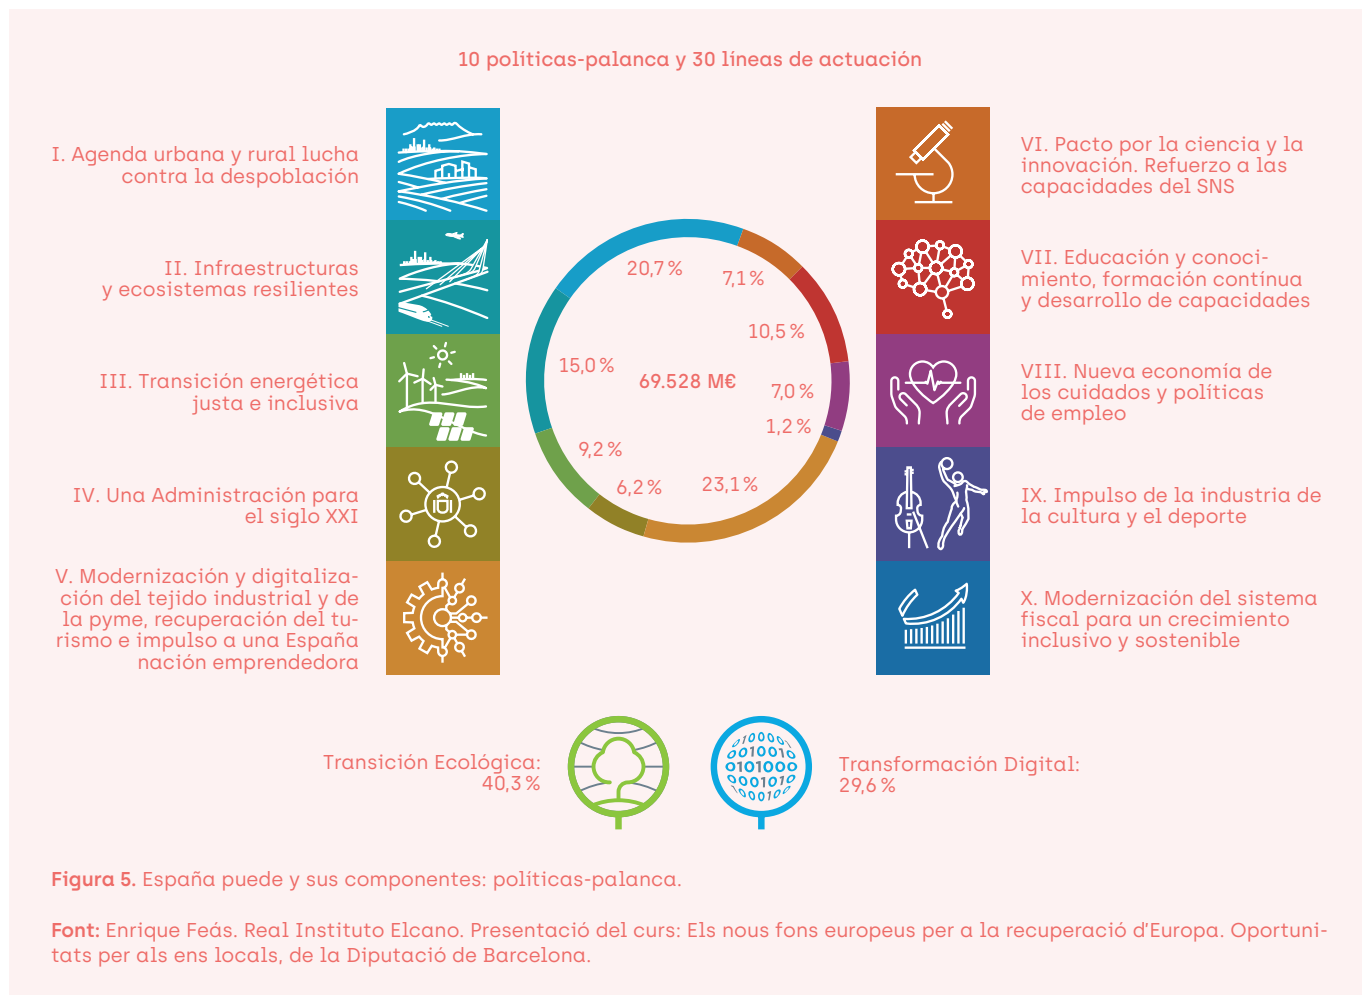 10 políticas-palanca y 30 líneas de actuación
I. Agenda urbana y rural lucha
contra la despoblación
II. Infraestructuras
y ecosistemas resilientes
III. Transición energética
justa e inclusiva
IV. Una Administración para
el siglo XXI
V. Modernización y digitaliza-
ción del tejido industrial y de
la pyme, recuperación del tu-
rismo e impulso a una España
nación emprendedora
20,7 %
7,1 %
10,5 %
15,0 %
69.528 M€
7,0 %
1,2 %
9,2 %
6,2 %
23,1 %
VI. Pacto por la ciencia y la
innovación. Refuerzo a las
capacidades del SNS
VII. Educación y conoci-
miento, formación contínua
y desarrollo de capacidades
VIII. Nueva economía de
los cuidados y políticas
de empleo
IX. Impulso de la industria de
la cultura y el deporte
X. Modernización del sistema
fiscal para un crecimiento
inclusivo y sostenible
Transición Ecológica:
40,3 %
Transformación Digital:
29,6 %
Figura 5. España puede y sus componentes: políticas-palanca.
Font: Enrique Feás. Real Instituto Elcano. Presentació del curs: Els nous fons europeus per a la recuperació d'Europa. Oportuni-
tats per als ens locals, de la Diputació de Barcelona.